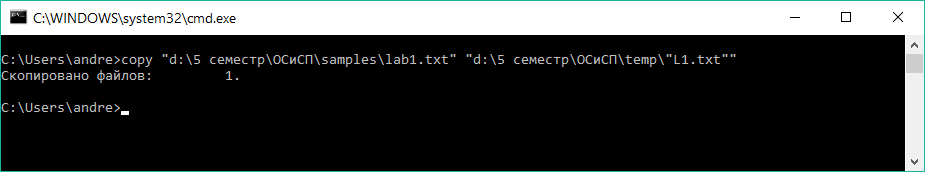 C:\WINDOWS\system32\cmd.exe
C:\Users\andre>copy "d:\5 семестр\ОСиСП\samples\lab1.txt" "d:\5 семестр\ОСиСП\temp\"L1.txt""
Скопировано файлов:         1.
C:\Users\andre>